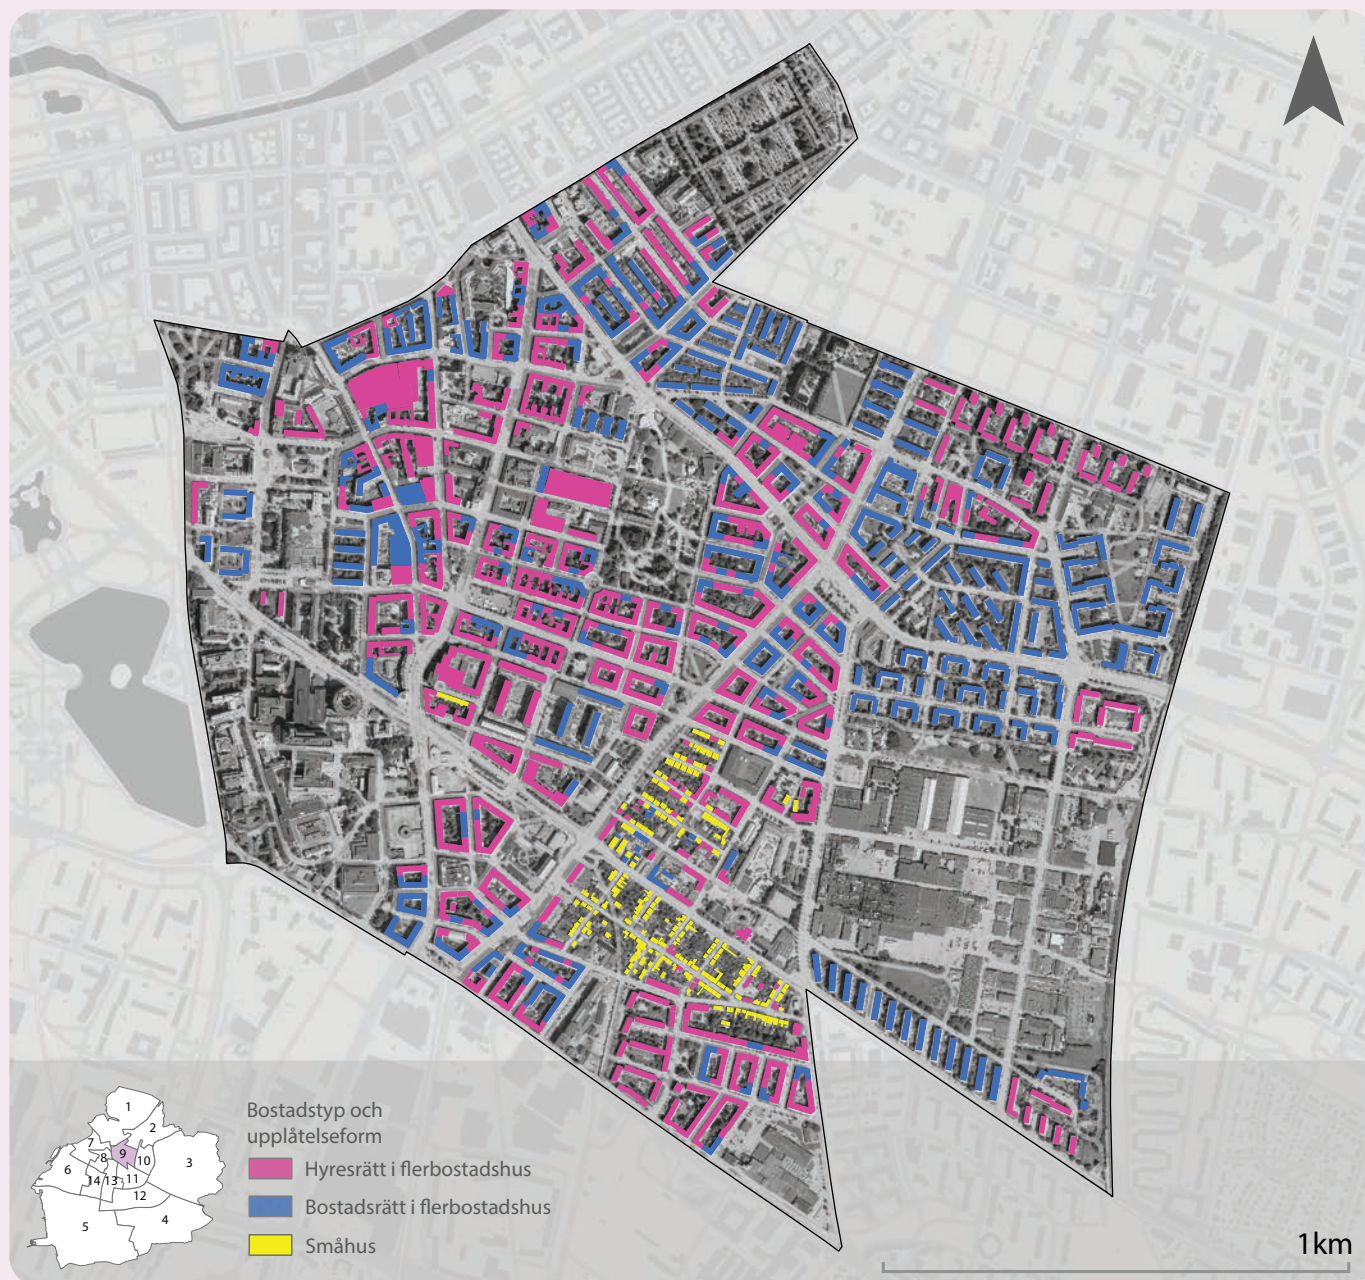 1
2
7
9
8
10
3
6
14
13
11
12
5
4
Bostadstyp och
upplåtelseform
Hyresrätt i flerbostadshus
Bostadsrätt i flerbostadshus
Småhus
1km